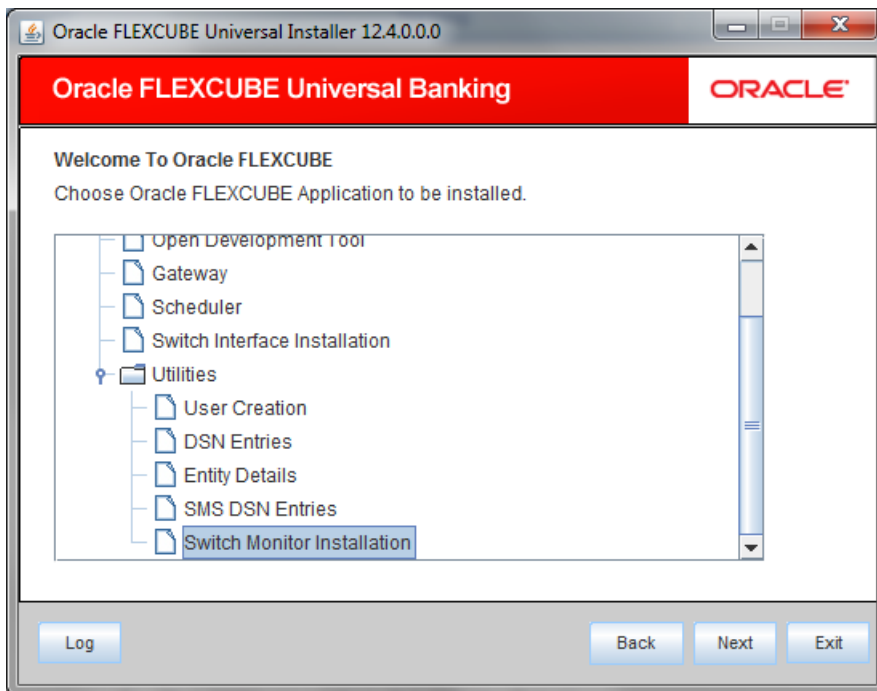 Oracle FLEXCUBE Universal Installer 12.4.0.0.0
Oracle FLEXCUBE Universal Banking
ORACLE
Welcome To Oracle FLEXCUBE
Choose Oracle FLEXCUBE Application to be installed.
Open Development Tool
Gateway
Scheduler
Switch Interface Installation
Utilities
User Creation
DSN Entries
Entity Details
SMS DSN Entries
Switch Monitor Installation
Log Back Next Exit